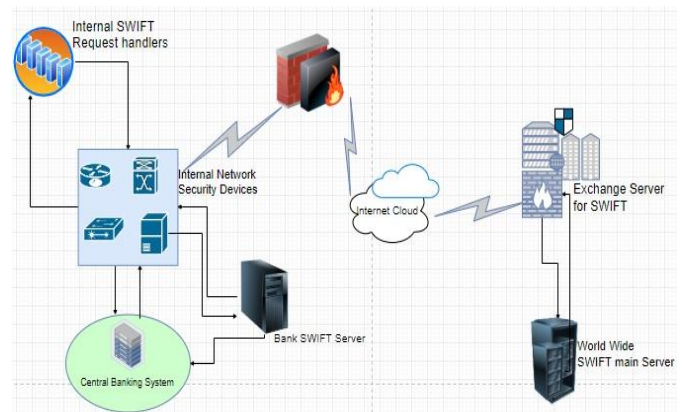 Internal SWIFT
Request handlers
Internal Network
Security Devices
Internet Cloud
Exchange Server
for SWIFT
Bank SWIFT Server
World Wide
SWIFT main Server
Central Banking System